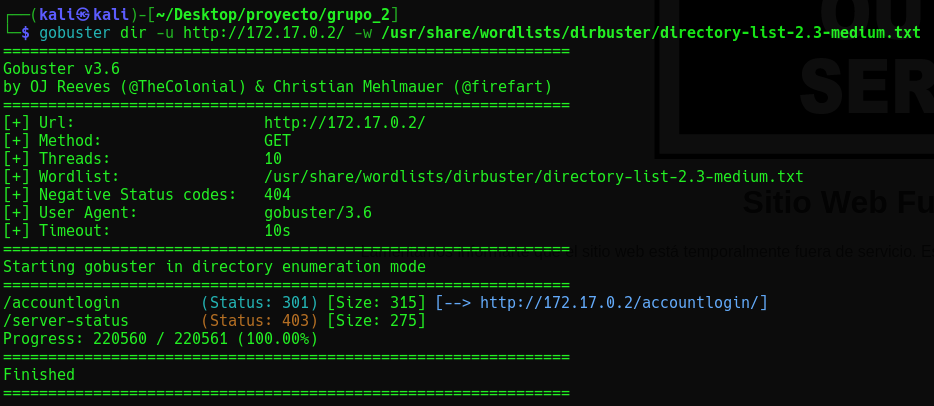 ┌──(kali㉿kali)-[~/Desktop/proyecto/grupo_2]
└─$ gobuster dir -u http://172.17.0.2/ -w /usr/share/wordlists/dirbuster/directory-list-2.3-medium.txt
===============================================================
Gobuster v3.6
by OJ Reeves (@TheColonial) & Christian Mehlmauer (@firefart)
===============================================================
[+] Url:                     http://172.17.0.2/
[+] Method:                  GET
[+] Threads:                 10
[+] Wordlist:                /usr/share/wordlists/dirbuster/directory-list-2.3-medium.txt
[+] Negative Status codes:   404
[+] User Agent:              gobuster/3.6
[+] Timeout:                 10s
===============================================================
Starting gobuster in directory enumeration mode
===============================================================
/accountlogin         (Status: 301) [Size: 315] [--> http://172.17.0.2/accountlogin/]
/server-status        (Status: 403) [Size: 275]
Progress: 220560 / 220561 (100.00%)
===============================================================
Finished
===============================================================
OU
SER
Sitio Web Fu
sitio web esta temporalmente fuera de servicio. E